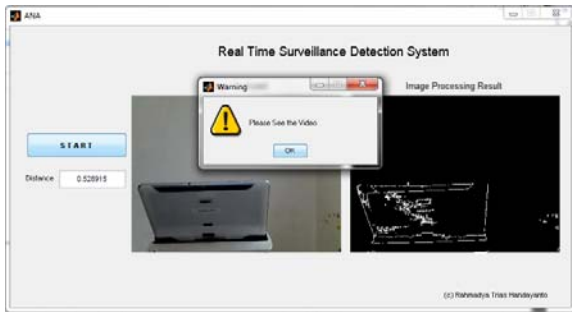 ANA
Real Time Surveillance Detection System
Warning
Image Processing Result
Please See the Video
OK
START
Distance
0.528915
(c) Rahmadya Trias Handayanto